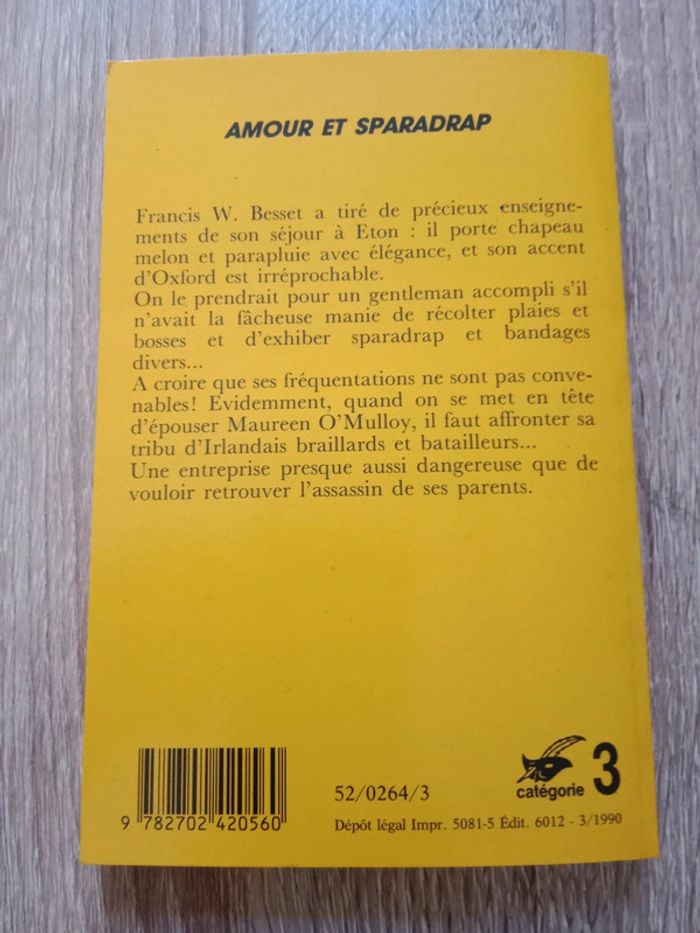 AMOUR ET SPARADRAP
Francis W. Besset a tiré de précieux enseigne-
ments de son séjour à Eton : il porte chapeau
melon et parapluie avec élégance, et son accent
d'Oxford est irréprochable.
On le prendrait pour un gentleman accompli s'il
n'avait la fâcheuse manie de récolter plaies et
bosses et d'exhiber sparadrap et bandages
divers...
A croire que ses fréquentations ne sont pas conve-
nables! Evidemment, quand on se met en tête
d'épouser Maureen O'Mulloy, il faut affronter sa
tribu d'Irlandais braillards et batailleurs...
Une entreprise presque aussi dangereuse que de
vouloir retrouver l'assassin de ses parents.
9 782702 420560
52/0264/3
catégorie 3
Dépôt légal Impr. 5081-5 Édit. 6012 - 3/1990